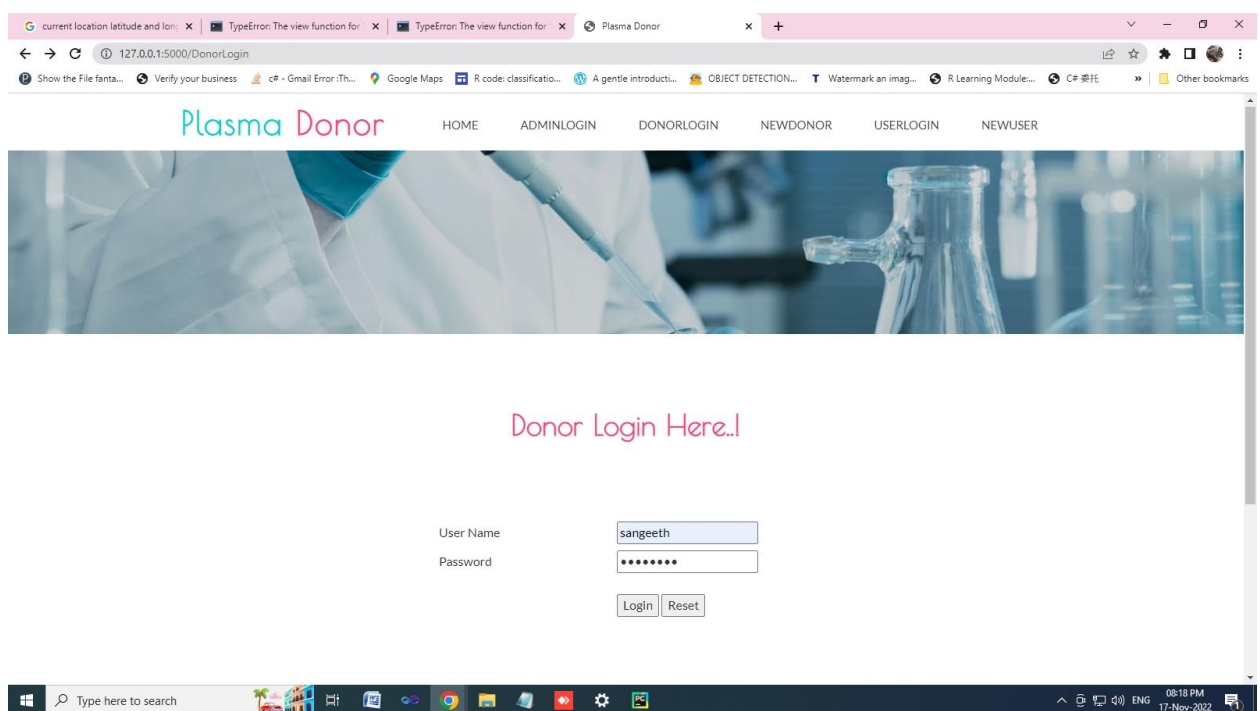 current location latitude and long
TypeError: The view function for
TypeError: The view function for
Plasma Donor
127.0.0.1:5000/DonorLogin
Show the File fanta...
Verify your business
c# - Gmail Error :Th...
Google Maps
R code: classificatio...
A gentle introducti...
OBJECT DETECTION...
Watermark an imag...
R Learning Module:...
C# 委托
»
Other bookmarks
Plasma Donor
HOME
ADMINLOGIN
DONORLOGIN
NEWDONOR
USERLOGIN
NEWUSER
Donor Login Here..!
User Name
sangeeth
Password
••••••••
Login
Reset
Type here to search
ENG
08:18 PM
17-Nov-2022